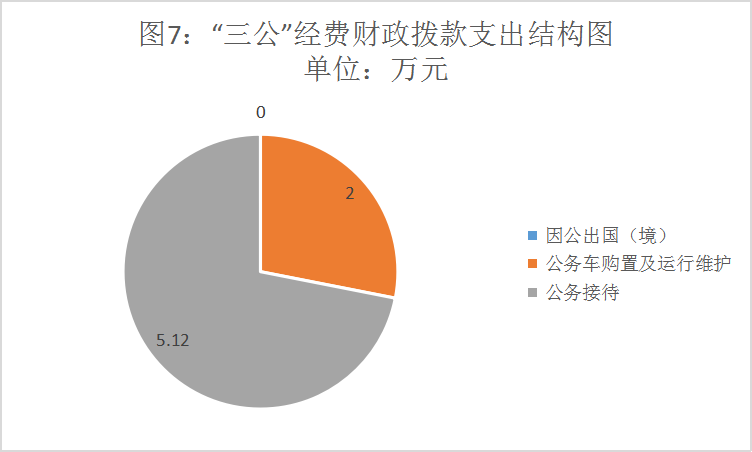 图7：“三公”经费财政拨款支出结构图
单位：万元
0
2
5.12
因公出国（境）
公务车购置及运行维护
公务接待